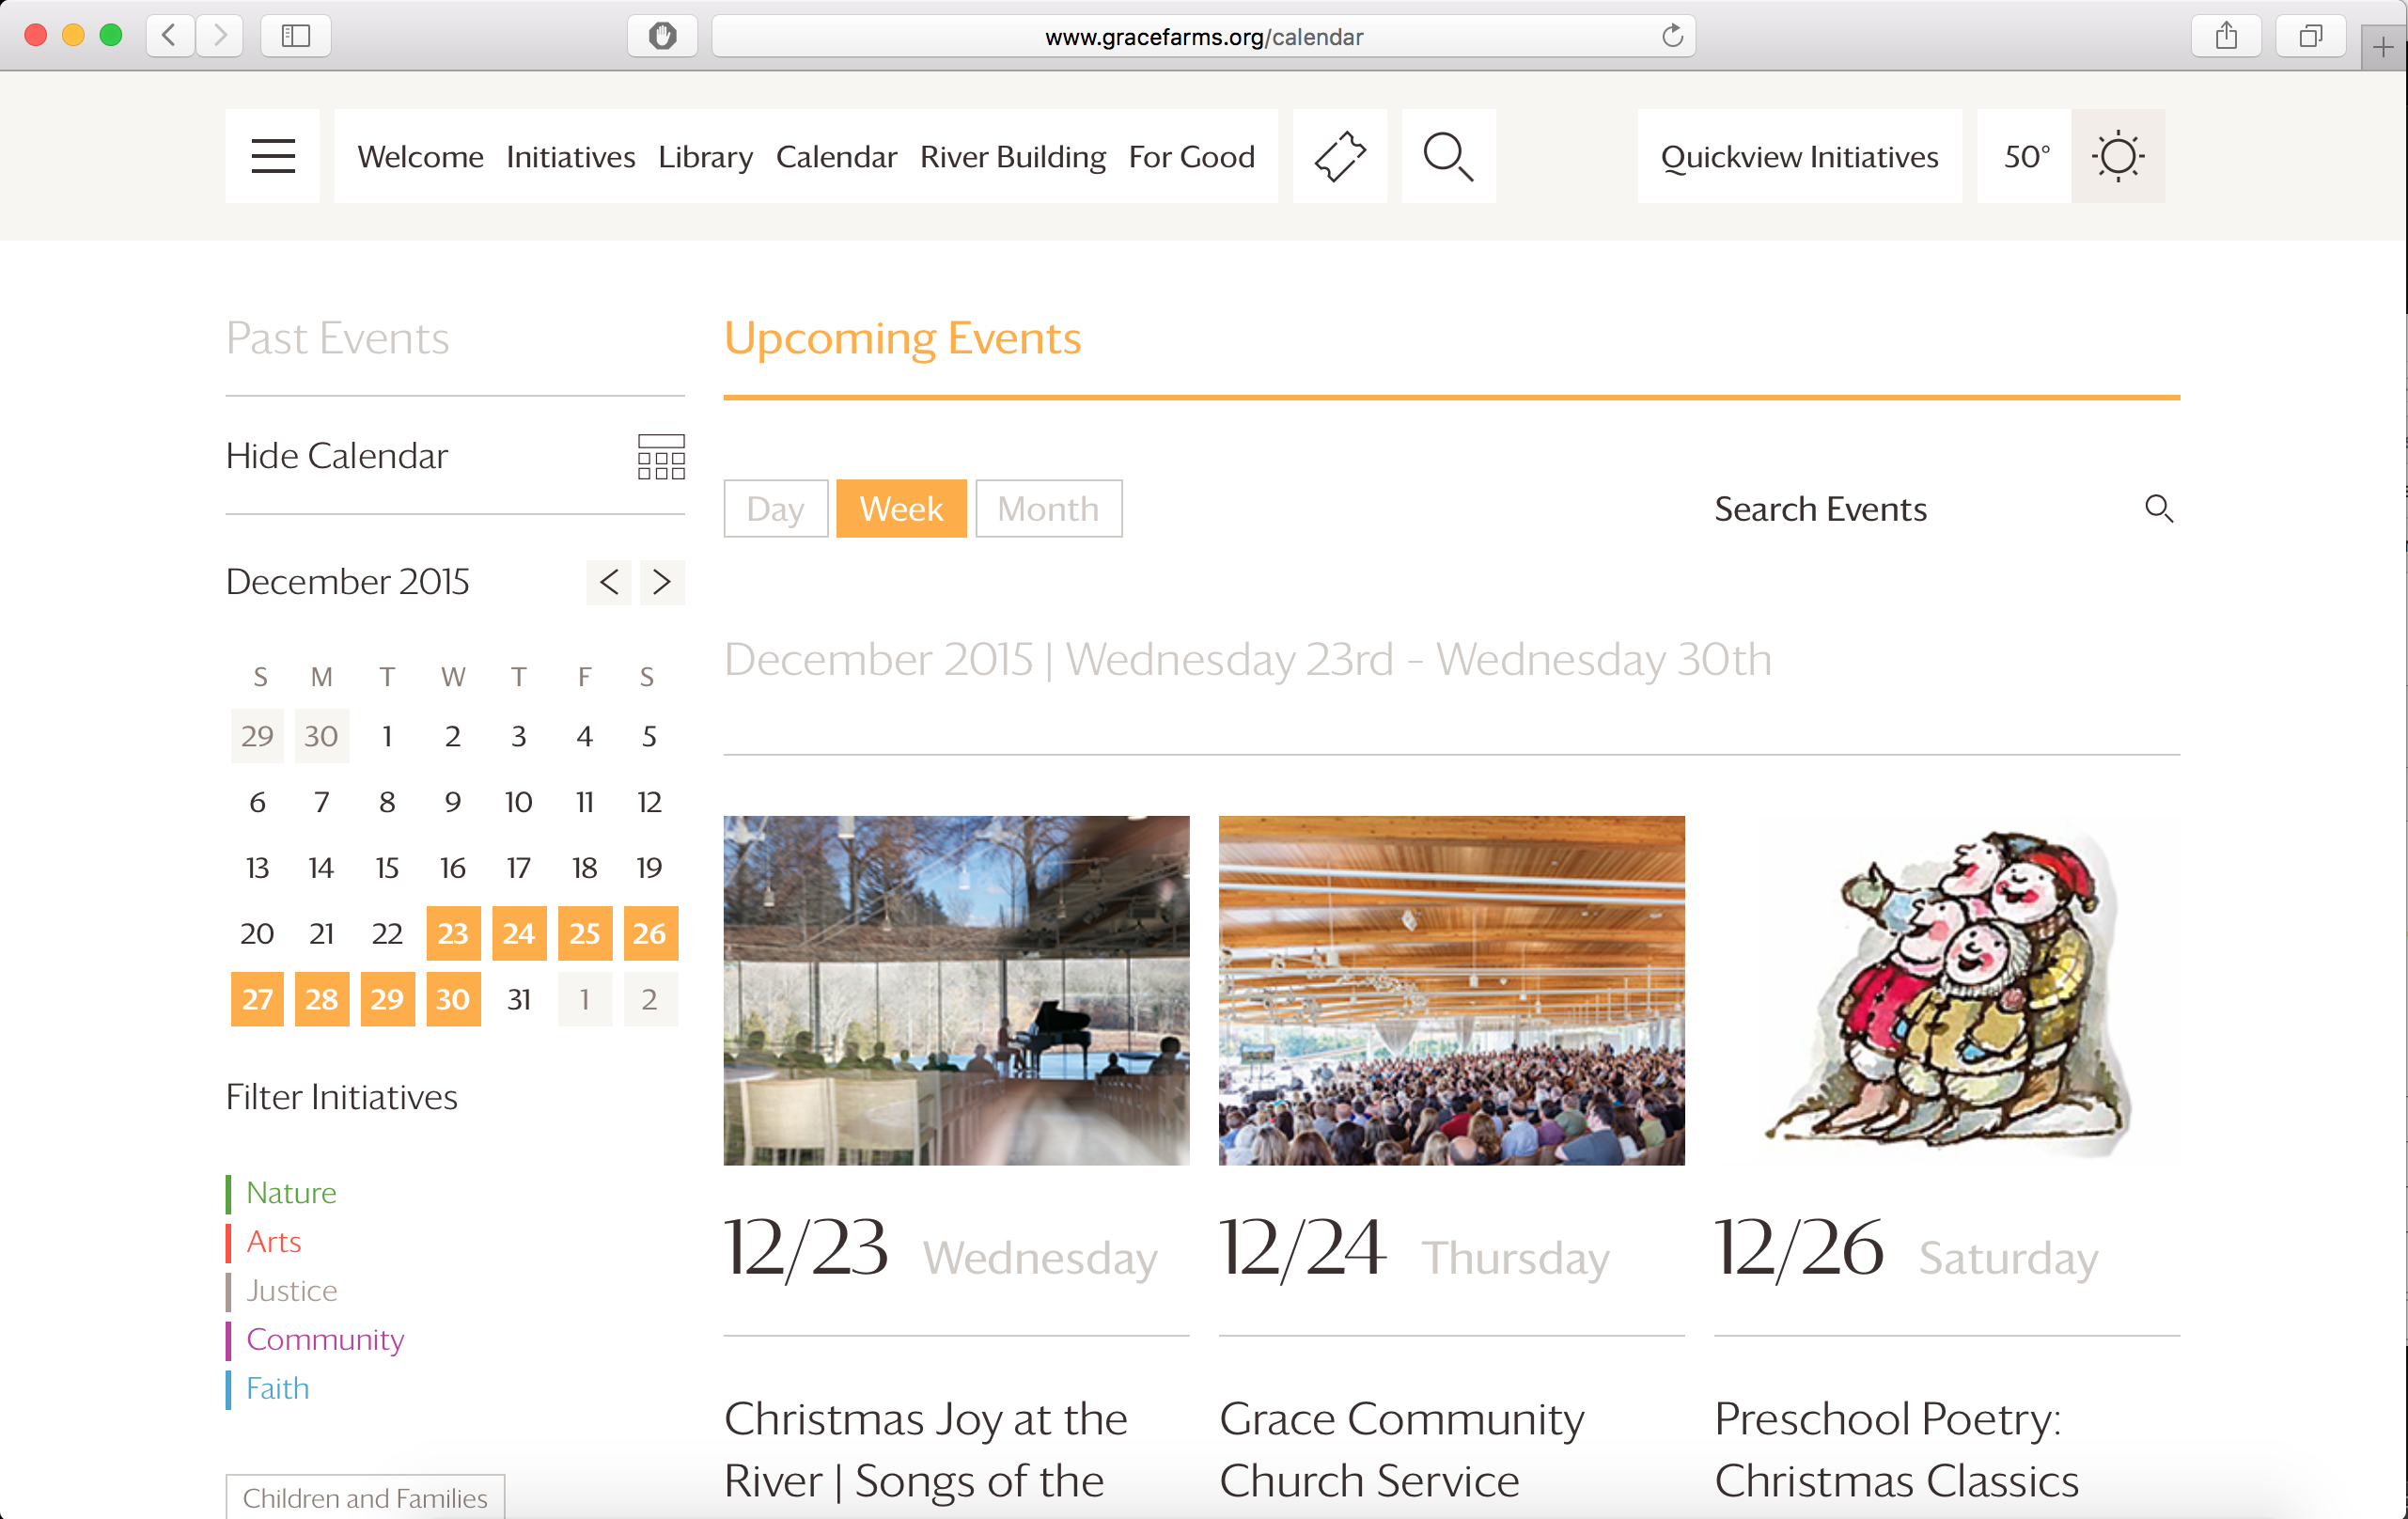 www.gracefarms.org/calendar
Welcome Initiatives Library Calendar River Building For Good
Quickview Initiatives
50°
Past Events
Hide Calendar
December 2015
S M T W T F S
29 30 1 2 3 4 5
6 7 8 9 10 11 12
13 14 15 16 17 18 19
20 21 22 23 24 25 26
27 28 29 30 31 1 2
Filter Initiatives
Nature
Arts
Justice
Community
Faith
Children and Families
Upcoming Events
Day Week Month
Search Events
December 2015 | Wednesday 23rd - Wednesday 30th
12/23 Wednesday
Christmas Joy at the
River | Songs of the
12/24 Thursday
Grace Community
Church Service
12/26 Saturday
Preschool Poetry:
Christmas Classics